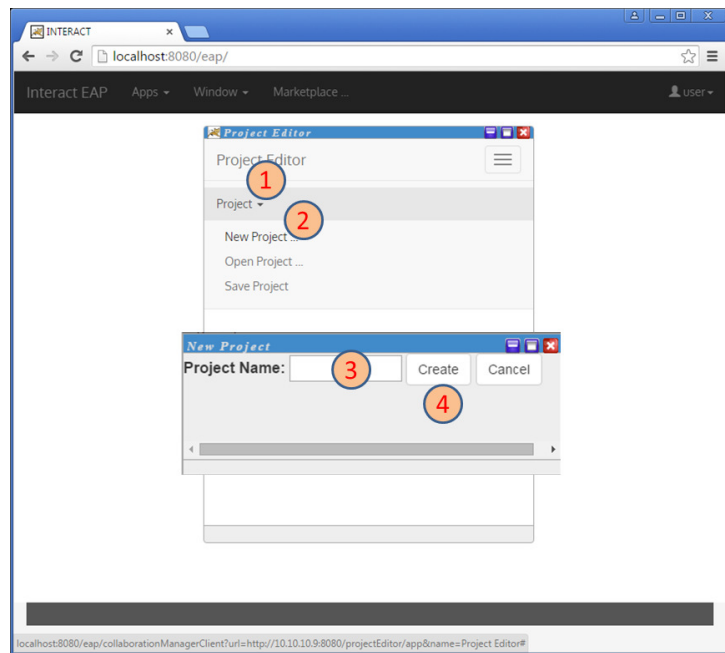 INTERACT
localhost:8080/eap/
Interact EAP Apps Window Marketplace ... user
Project Editor
Project Editor
1
Project
2
New Project ...
Open Project ...
Save Project
New Project
Project Name: 3 Create Cancel
4
localhost:8080/eap/collaborationManagerClient?url=http://10.10.10.9:8080/projectEditor/app&name=Project Editor#